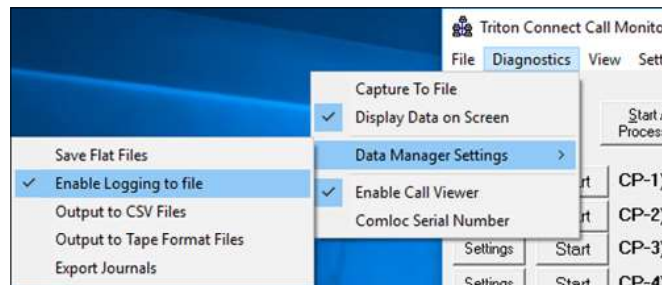 Triton Connect Call Monito
File Diagnostics View Sett
Capture To File
Display Data on Screen
Start A
Process
Save Flat Files
Data Manager Settings
Enable Logging to file
Enable Call Viewer
rt CP-1)
Output to CSV Files
Comloc Serial Number
rt CP-2)
Output to Tape Format Files
Settings Start CP-3)
Export Journals
Settings Start CP-4)